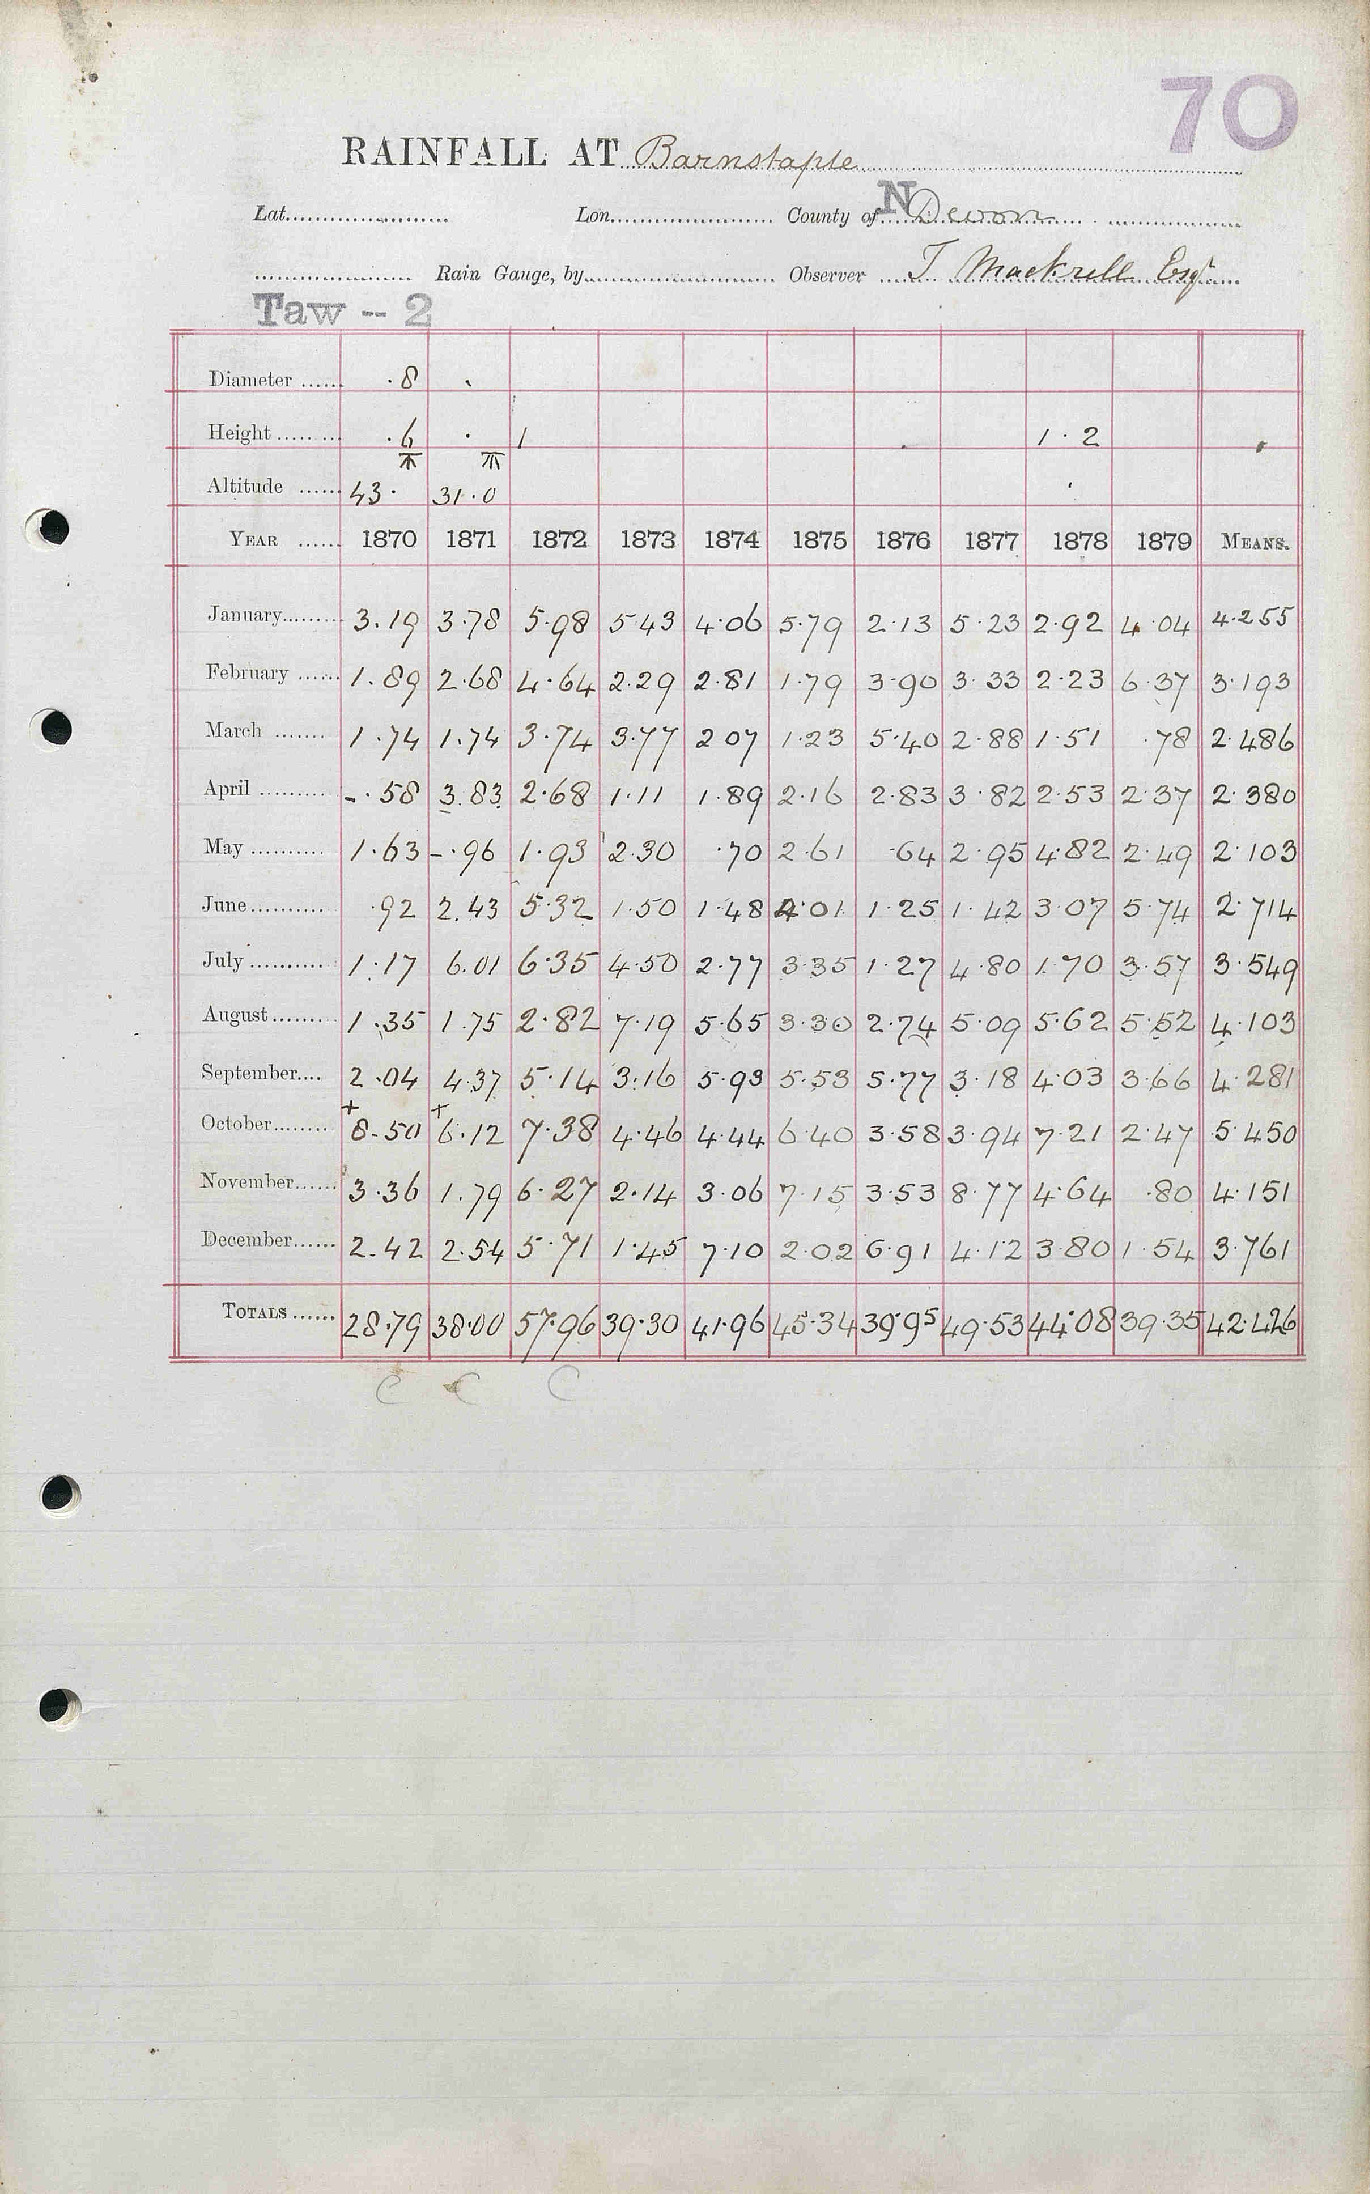 70
RAINFALL AT Barnstaple
Lat. Lon. County of N Devon
Rain Gauge, by Observer T Mackrell Esqr
Taw -- 2
Diameter ...... .8 .
Height ......... .6 . 1 1.2
Altitude ...... 43. 31.0
YEAR ...... 1870 1871 1872 1873 1874 1875 1876 1877 1878 1879 MEANS.
January 3.19 3.78 5.98 5.43 4.06 5.79 2.13 5.23 2.92 4.04 4.255
February 1.89 2.68 4.64 2.29 2.81 1.79 3.90 3.33 2.23 6.37 3.193
March 1.74 1.74 3.74 3.77 2 07 1.23 5.40 2.88 1.51 .78 2.486
April -.58 3.83 2.68 1.11 1.89 2.16 2.83 3.82 2.53 2.37 2.380
May 1.63 -.96 1.93 2.30 .70 2.61 .64 2.95 4.82 2.49 2.103
June .92 2.43 5.32 1.50 1.48 4.01 1.25 1.42 3.07 5.74 2.714
July 1.17 6.01 6.35 4.50 2.77 3.35 1.27 4.80 1.70 3.57 3.549
August 1.35 1.75 2.82 7.19 5.65 3.30 2.74 5.09 5.62 5.52 4.103
September 2.04 4.37 5.14 3.16 5.93 5.53 5.77 3.18 4.03 3.66 4.281
October +8.50 +6.12 7.38 4.46 4.44 6.40 3.58 3.94 7.21 2.47 5.450
November 3.36 1.79 6.27 2.14 3.06 7.15 3.53 8.77 4.64 .80 4.151
December 2.42 2.54 5.71 1.45 7.10 2.02 6.91 4.12 3.80 1.54 3.761
TOTALS ...... 28.79 38.00 57.96 39.30 41.96 45.34 39.95 49.53 44.08 39.35 42.426
C C C